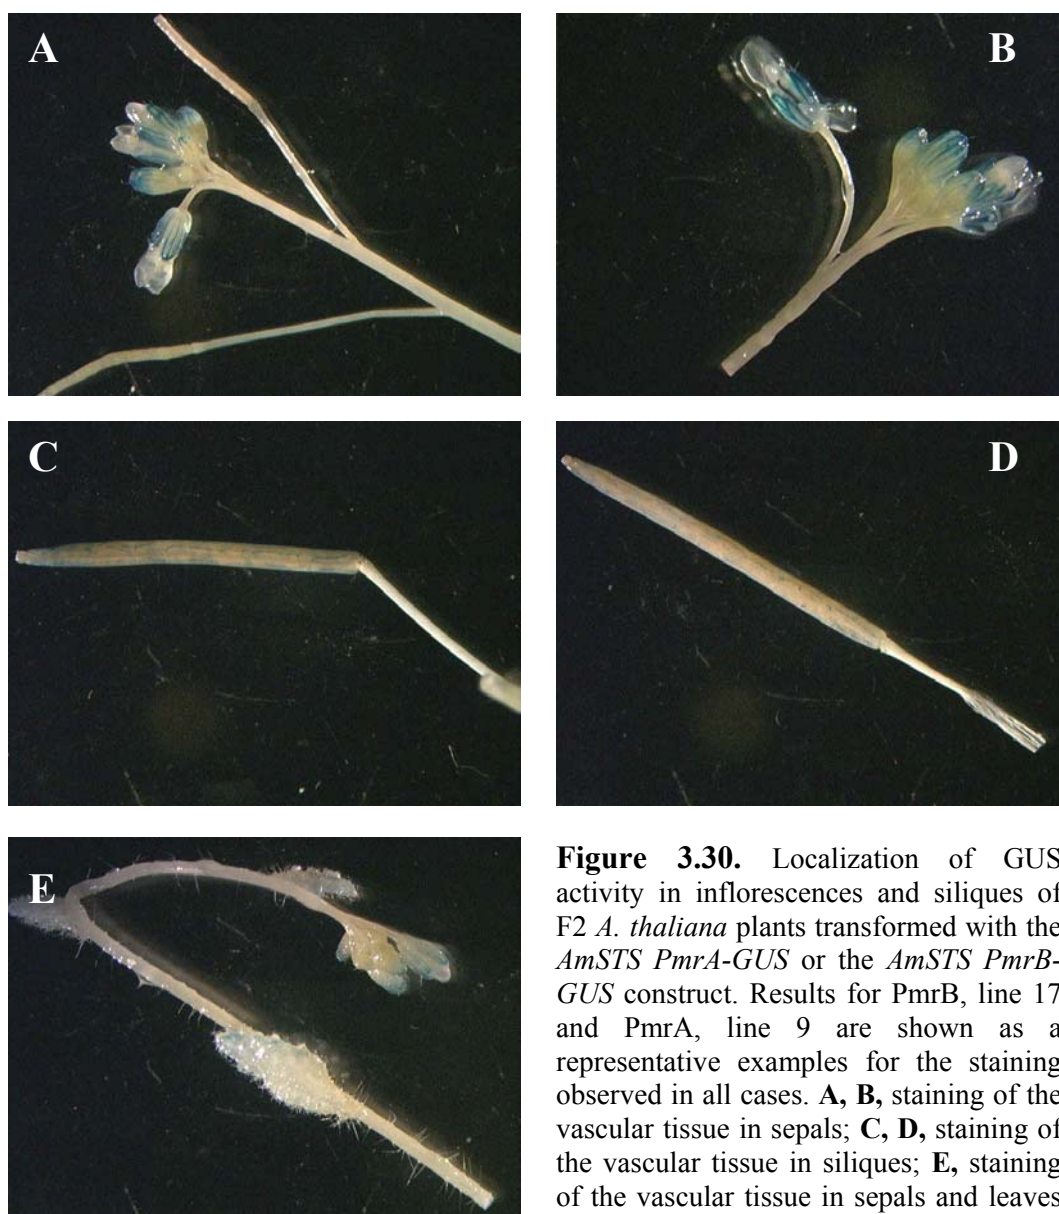 A
B
C
D
E
Figure 3.30. Localization of GUS
activity in inflorescences and siliques of
F2 A. thaliana plants transformed with the
AmSTS PmrA-GUS or the AmSTS PmrB-
GUS construct. Results for PmrB, line 17
and PmrA, line 9 are shown as a
representative examples for the staining
observed in all cases. A, B, staining of the
vascular tissue in sepals; C, D, staining of
the vascular tissue in siliques; E, staining
of the vascular tissue in sepals and leaves